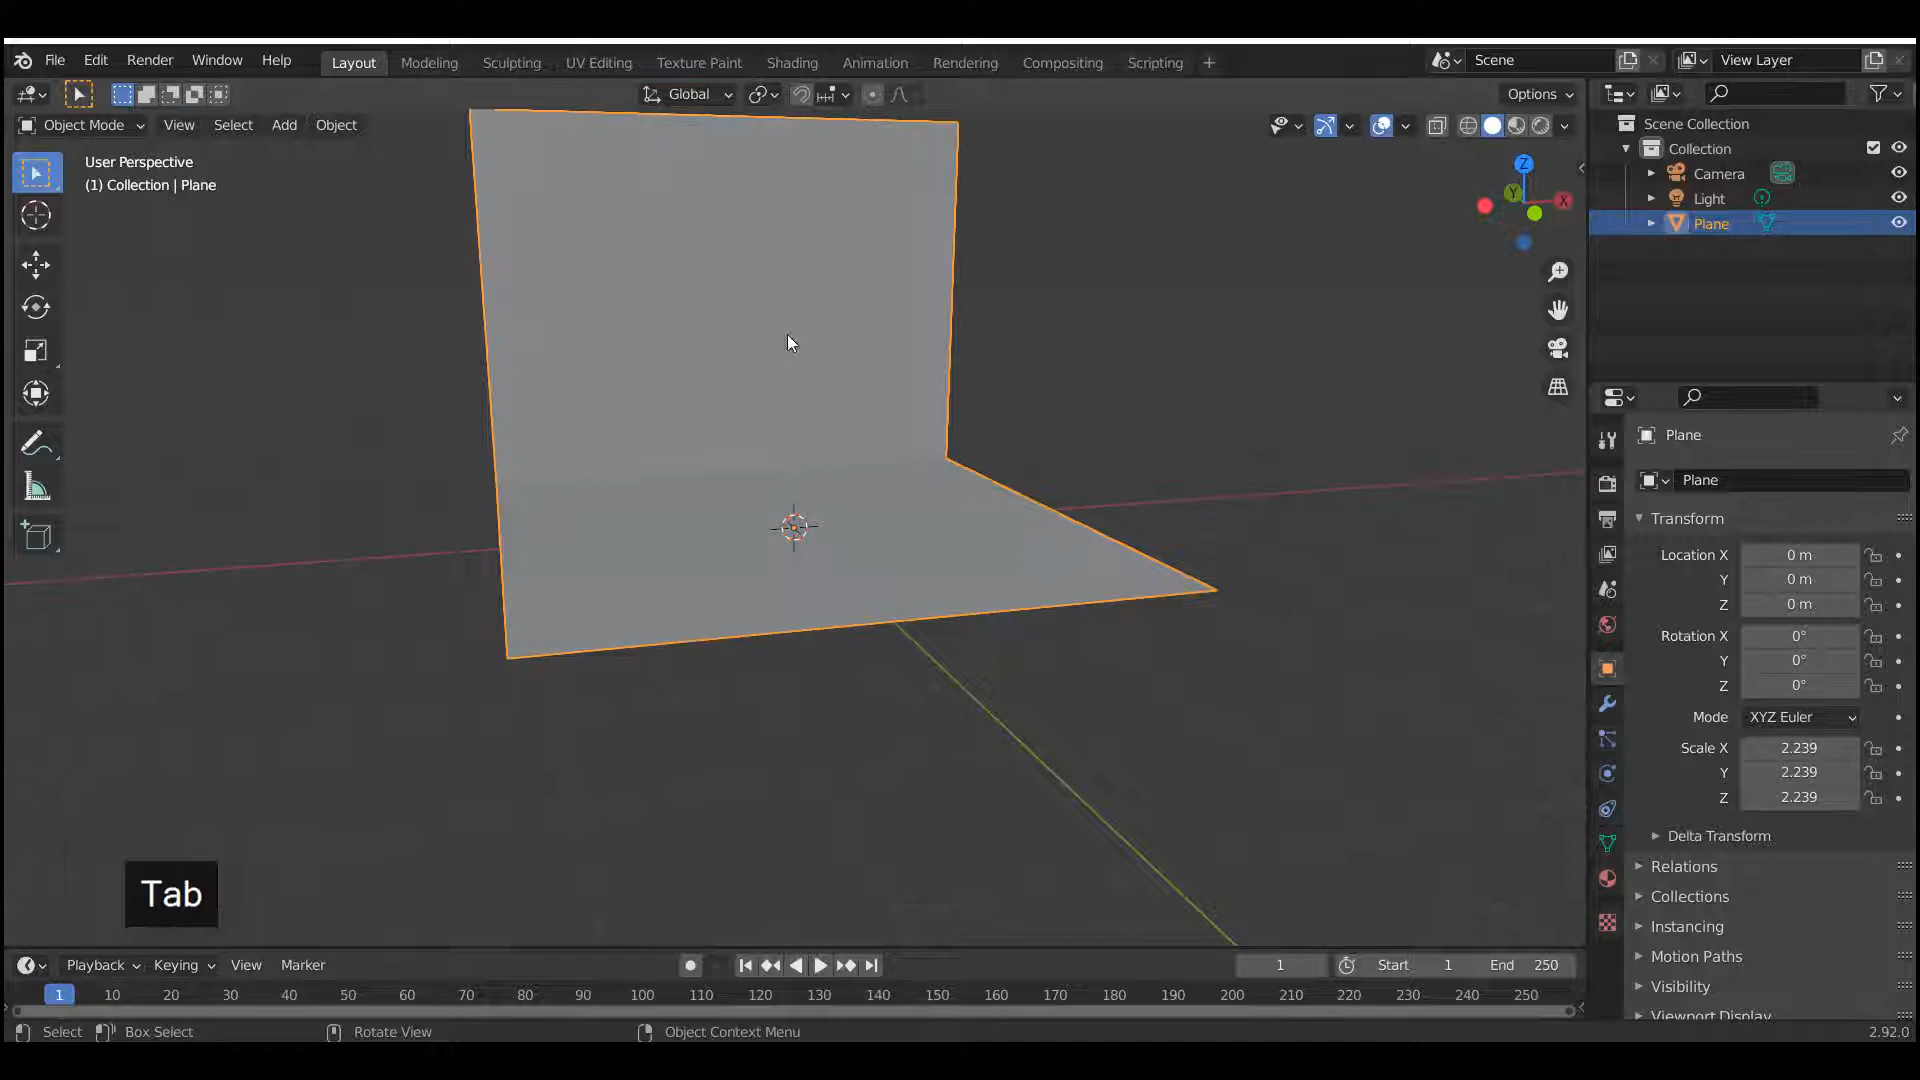 File Edit Render Window Help Layout Modeling Sculpting UV Editing Texture Paint Shading Animation Rendering Compositing Scripting + Scene View Layer
Global Options
Object Mode View Select Add Object
User Perspective
(1) Collection | Plane
Z
Y
X
Scene Collection
Collection
Camera
Light
Plane
Plane
Plane
Transform
Location X 0 m
Y 0 m
Z 0 m
Rotation X 0°
Y 0°
Z 0°
Mode XYZ Euler
Scale X 2.239
Y 2.239
Z 2.239
Delta Transform
Relations
Collections
Instancing
Motion Paths
Visibility
Viewport Display
Tab
Playback Keying View Marker 1 Start 1 End 250
1 10 20 30 40 50 60 70 80 90 100 110 120 130 140 150 160 170 180 190 200 210 220 230 240 250
Select Box Select Rotate View Object Context Menu 2.92.0